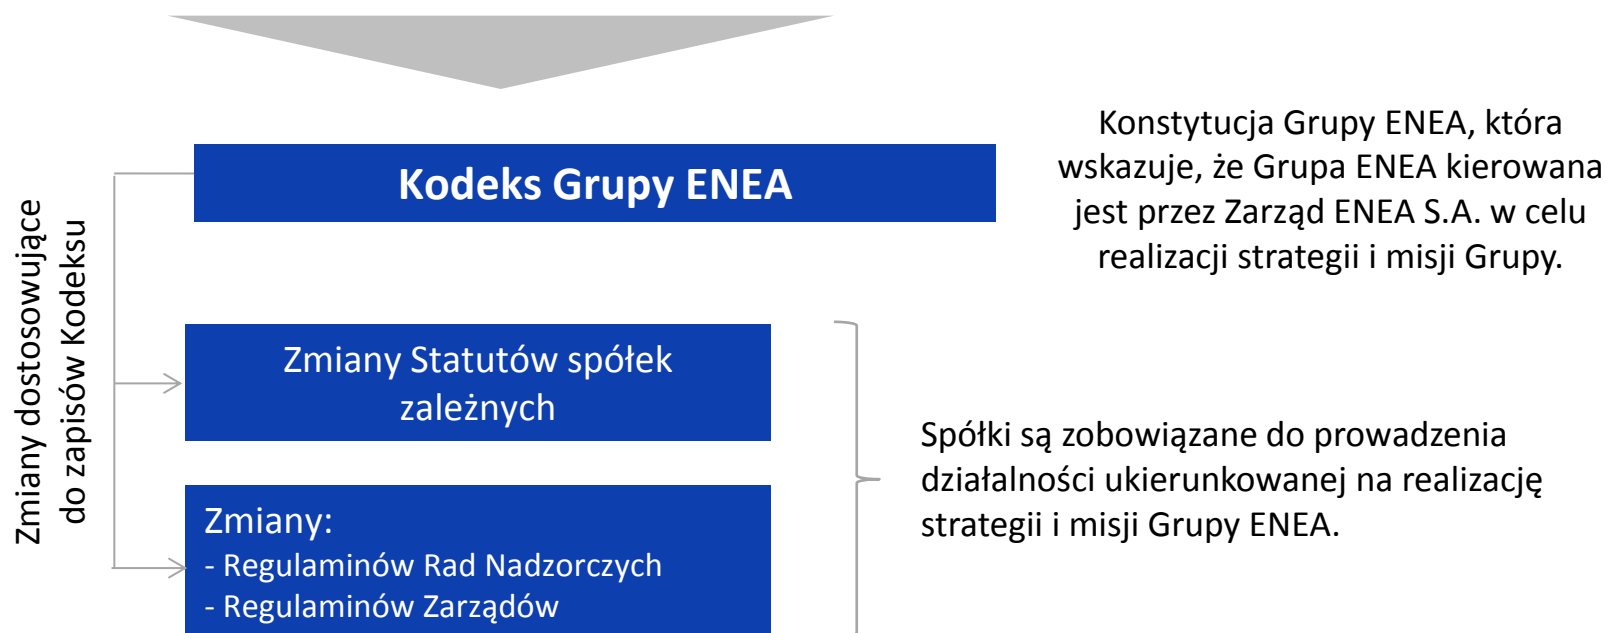 Kodeks Grupy ENEA
Konstytucja Grupy ENEA, która
wskazuje, że Grupa ENEA kierowana
jest przez Zarząd ENEA S.A. w celu
realizacji strategii i misji Grupy.
Zmiany dostosowujące
do zapisów Kodeksu
Zmiany Statutów spółek
zależnych
Zmiany:
- Regulaminów Rad Nadzorczych
- Regulaminów Zarządów
Spółki są zobowiązane do prowadzenia
działalności ukierunkowanej na realizację
strategii i misji Grupy ENEA.